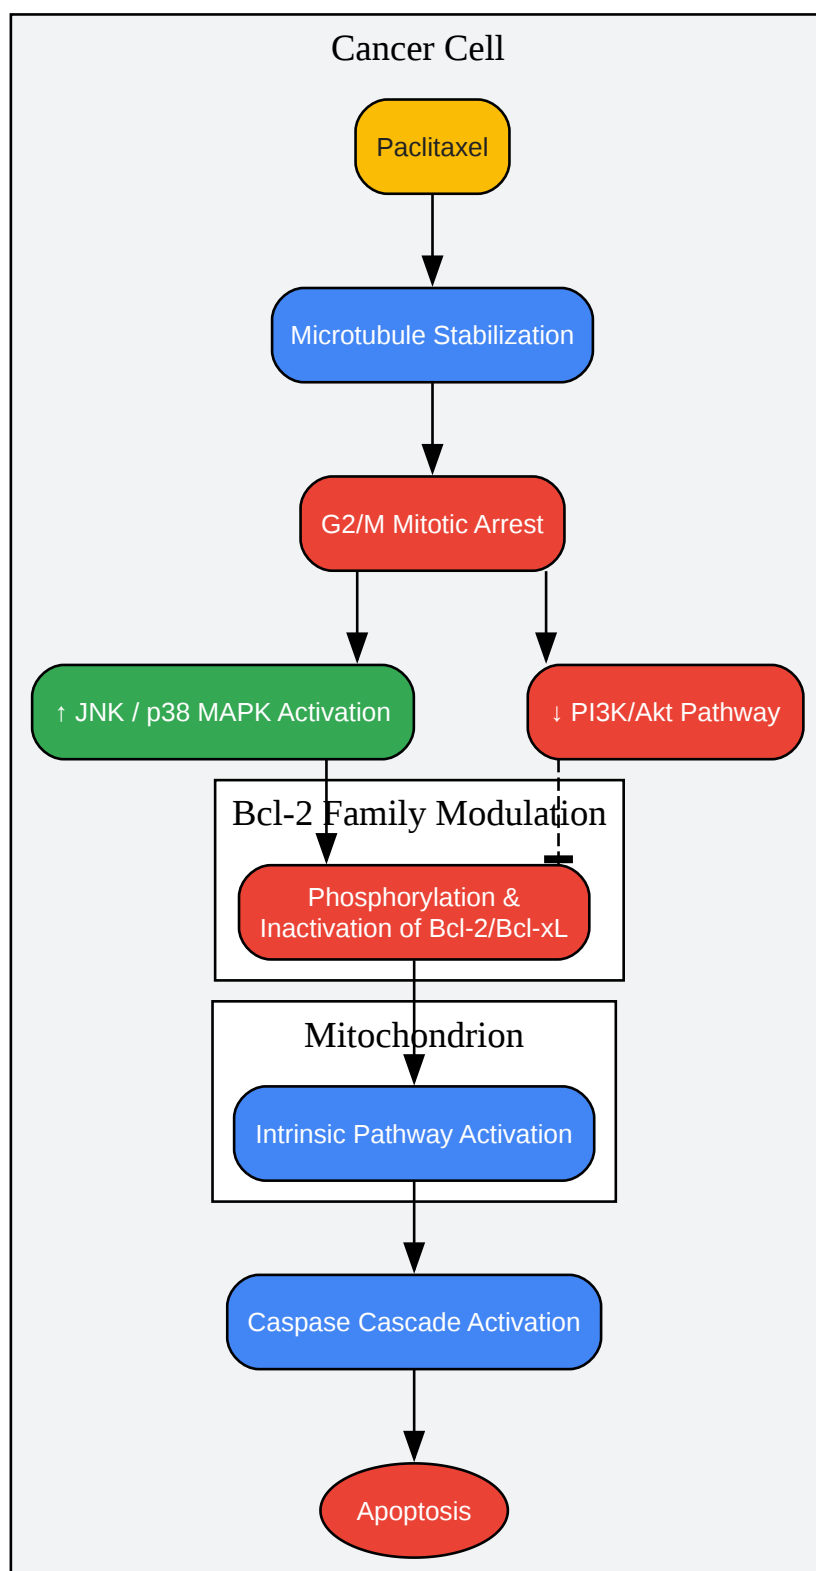 Cancer Cell
Paclitaxel
Microtubule Stabilization
G2/M Mitotic Arrest
↑ JNK / p38 MAPK Activation
↓ PI3K/Akt Pathway
Bcl-2 Family Modulation
Phosphorylation &
Inactivation of Bcl-2/Bcl-xL
Mitochondrion
Intrinsic Pathway Activation
Caspase Cascade Activation
Apoptosis